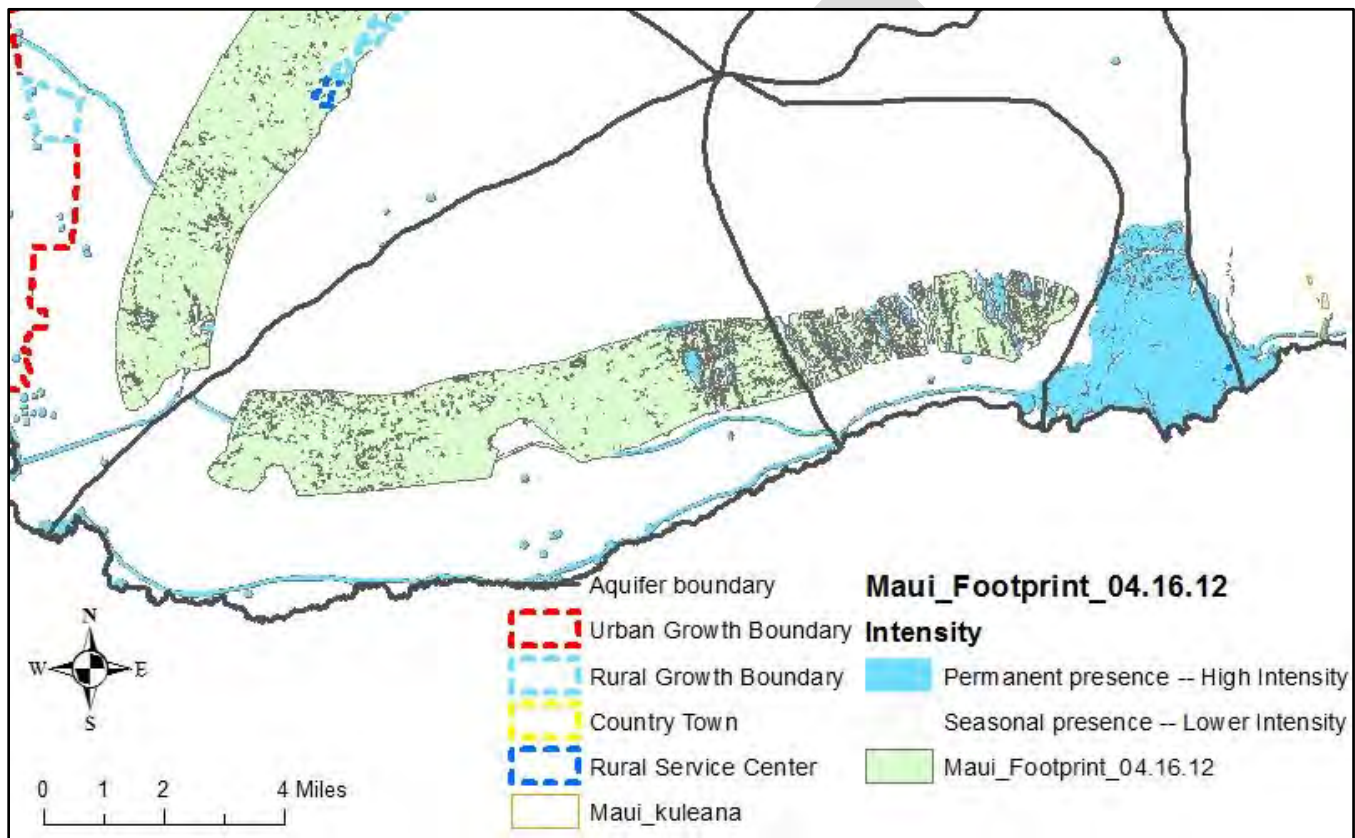 N
W E
S
0 1 2 4 Miles
Aquifer boundary
Urban Growth Boundary
Rural Growth Boundary
Country Town
Rural Service Center
Maui_kuleana
Maui_Footprint_04.16.12
Intensity
Permanent presence -- High Intensity
Seasonal presence -- Lower Intensity
Maui_Footprint_04.16.12